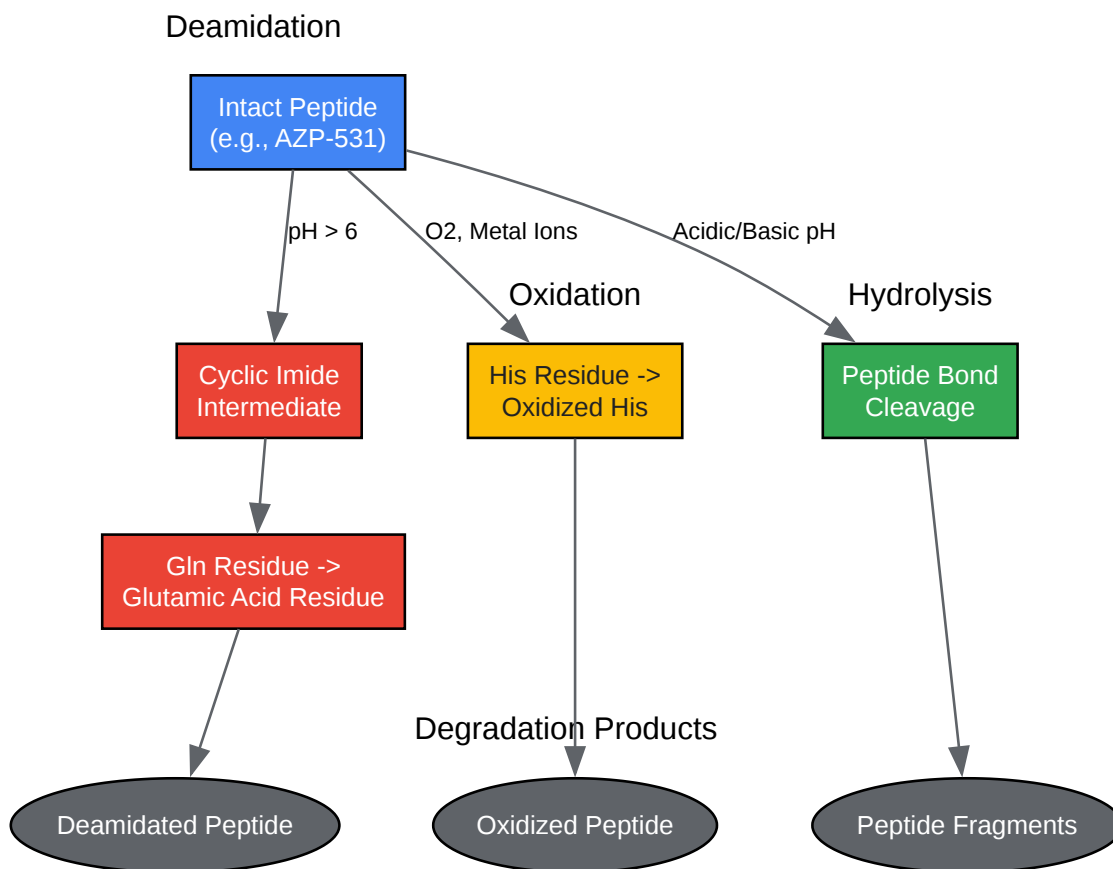 Deamidation
Intact Peptide
(e.g., AZP-531)
pH > 6
O2, Metal Ions
Acidic/Basic pH
Oxidation
Hydrolysis
Cyclic Imide
Intermediate
His Residue ->
Oxidized His
Peptide Bond
Cleavage
Gln Residue ->
Glutamic Acid Residue
Degradation Products
Deamidated Peptide
Oxidized Peptide
Peptide Fragments